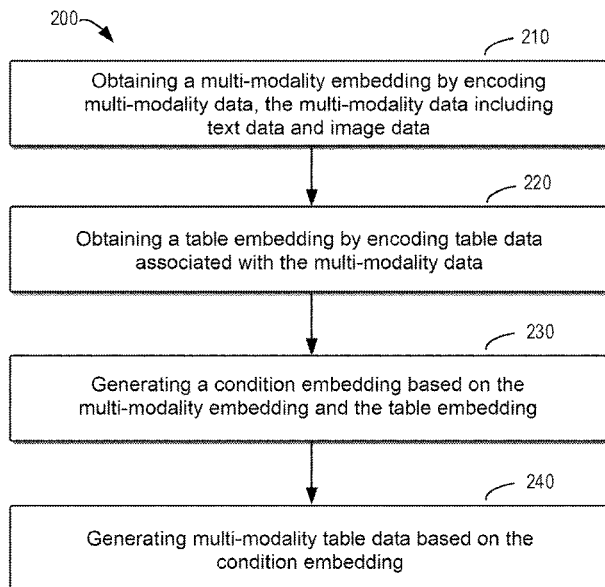 200
210
Obtaining a multi-modality embedding by encoding
multi-modality data, the multi-modality data including
text data and image data
220
Obtaining a table embedding by encoding table data
associated with the multi-modality data
230
Generating a condition embedding based on the
multi-modality embedding and the table embedding
240
Generating multi-modality table data based on the
condition embedding